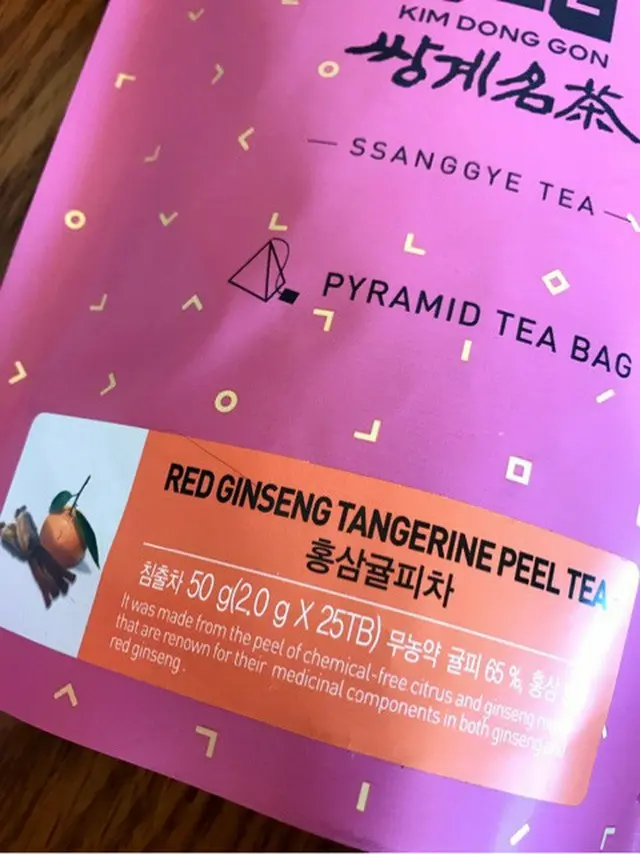 KIM DONG GON
쌍계名茶
SSANGGYE TEA
PYRAMID TEA BAG
RED GINSENG TANGERINE PEEL TEA
홍삼귤피차
침출차 50 g(2.0 g X 25TB) 무농약 귤피 65 %, 홍삼
It was made from the peel of chemical-free citrus and ginseng
that are renown for their medicinal components in both ginseng
red ginseng.